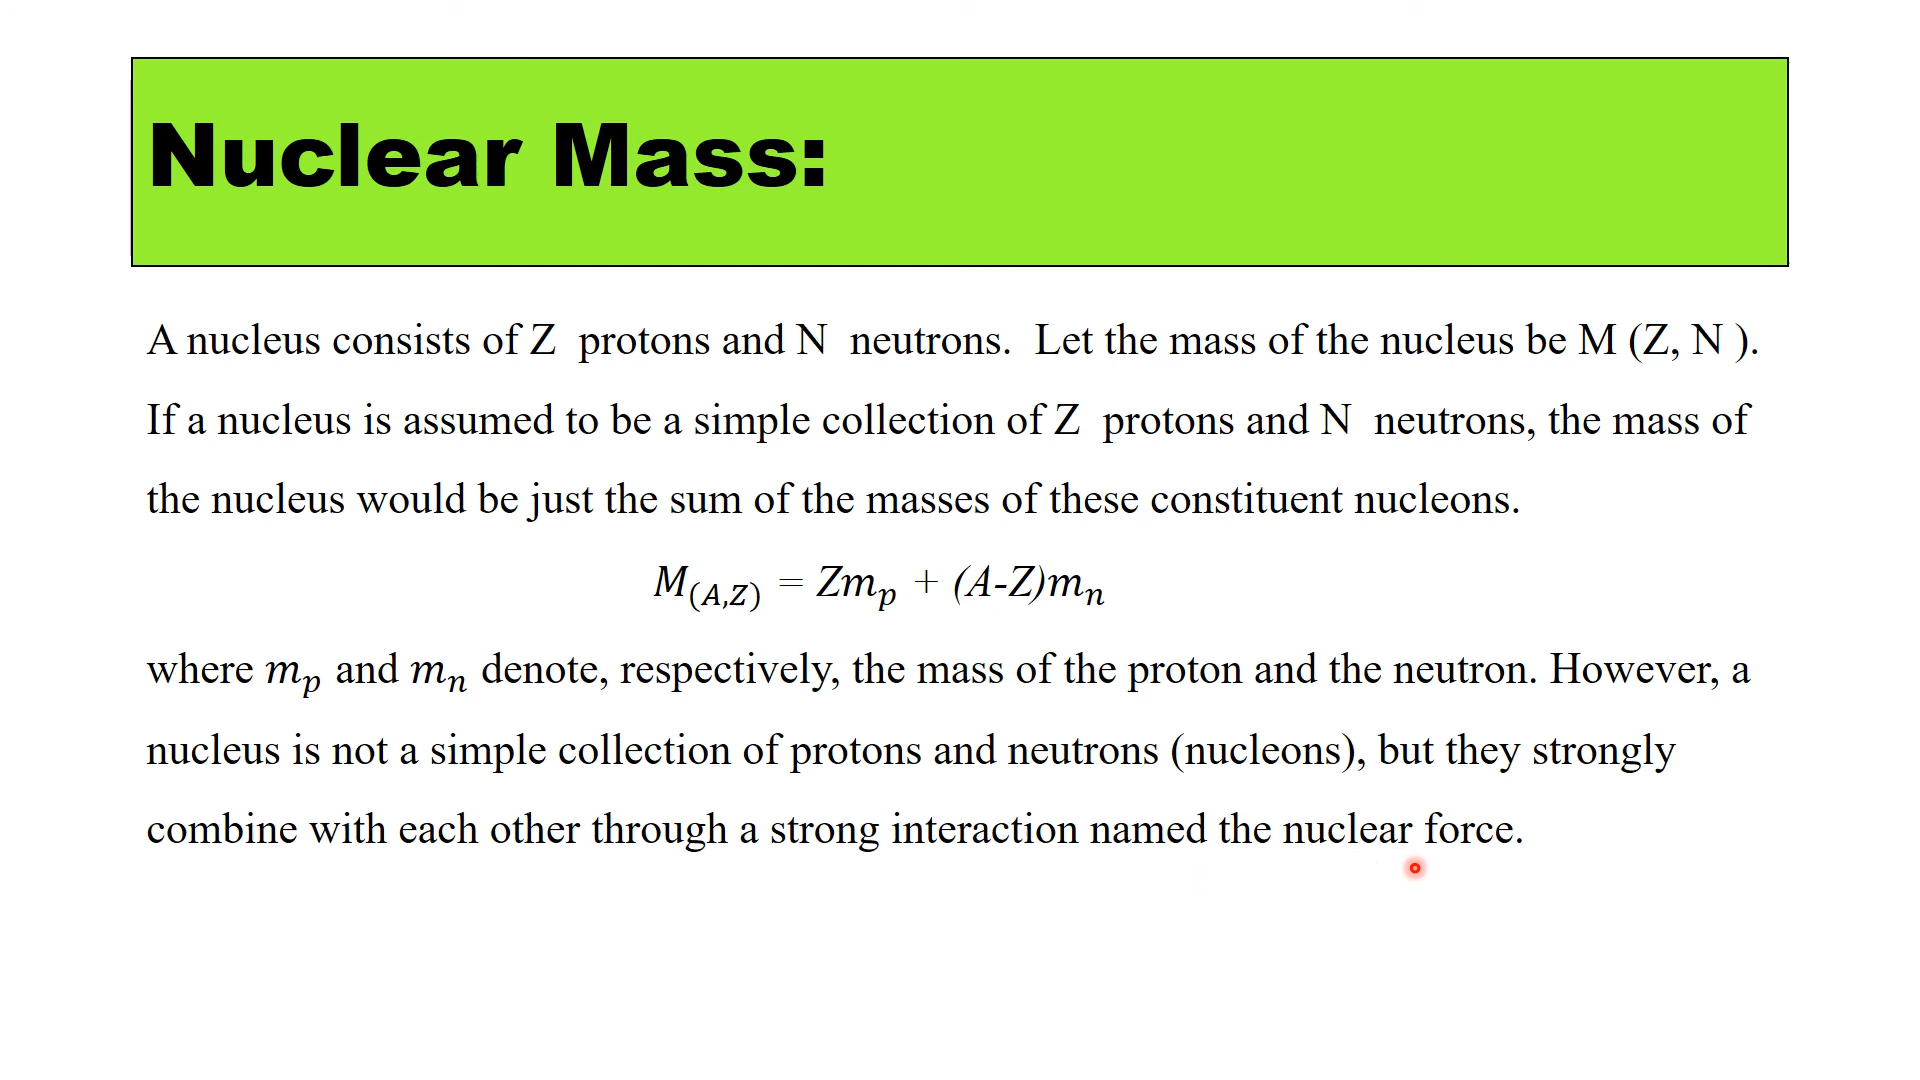 Nuclear Mass:
A nucleus consists of Z protons and N neutrons. Let the mass of the nucleus be M (Z, N ).
If a nucleus is assumed to be a simple collection of Z protons and N neutrons, the mass of
the nucleus would be just the sum of the masses of these constituent nucleons.
𝑀₍𝐴,𝑍₎ = Z𝑚𝑝 + (A-Z)𝑚𝑛
where 𝑚𝑝 and 𝑚𝑛 denote, respectively, the mass of the proton and the neutron. However, a
nucleus is not a simple collection of protons and neutrons (nucleons), but they strongly
combine with each other through a strong interaction named the nuclear force.